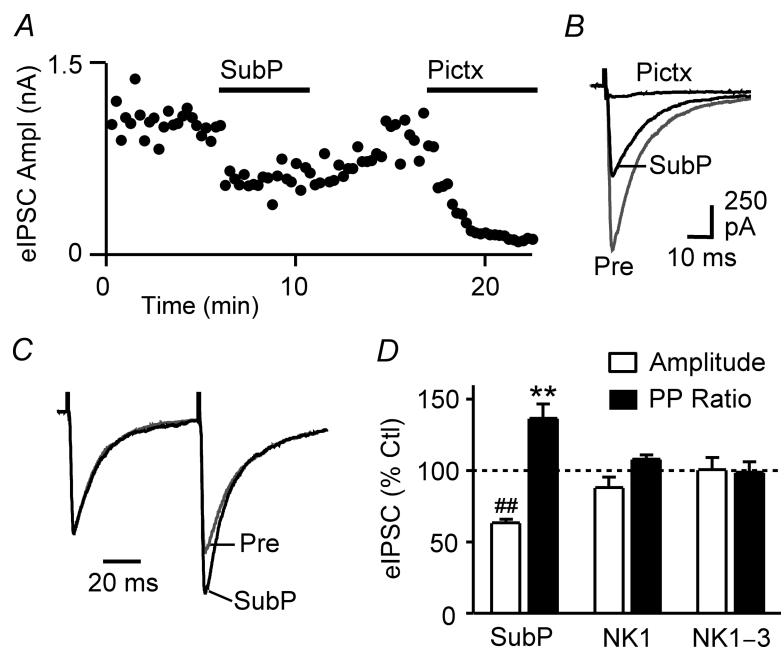 A
eIPSC Ampl (nA)
1.5
0
SubP
Pictx
0
10
20
Time (min)
B
Pictx
SubP
Pre
250
pA
10 ms
C
Pre
SubP
20 ms
D
Amplitude
PP Ratio
eIPSC (% Ctl)
150
100
50
0
##
**
SubP
NK1
NK1–3